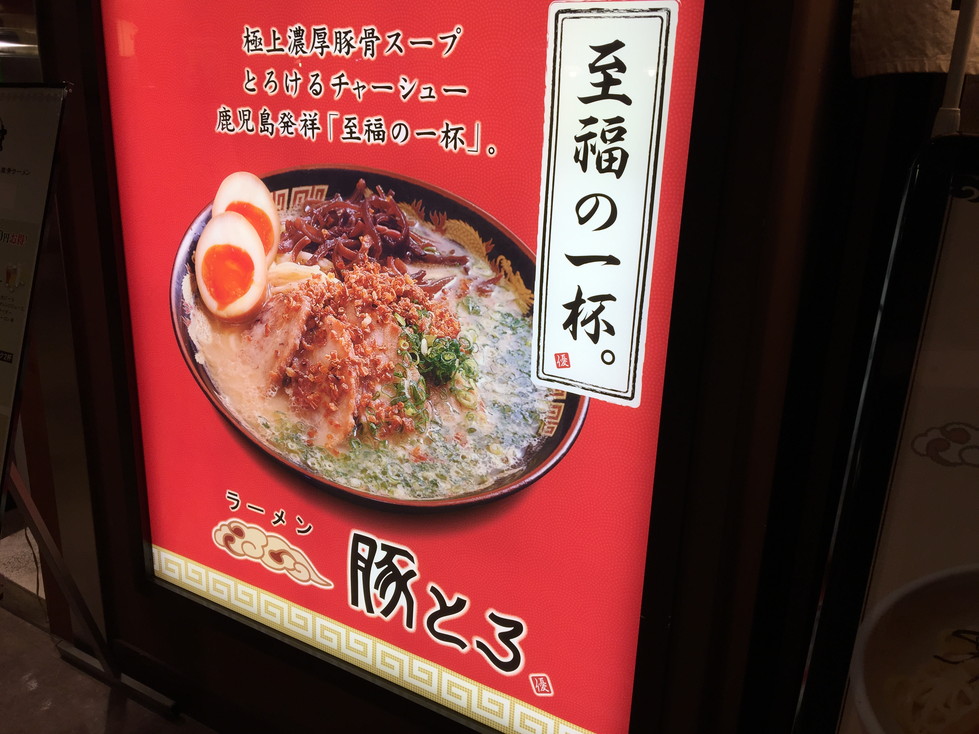 極上濃厚豚骨スープ
とろけるチャーシュー
鹿児島発祥「至福の一杯」。
至福の一杯。
優
ラーメン
豚とろ
優